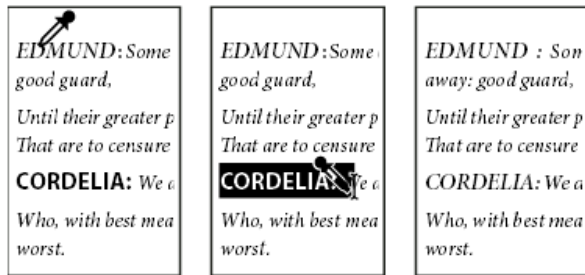 EDMUND: Some
good guard,
Until their greater p
That are to censure
CORDELIA: We a
Who, with best mea
worst.
EDMUND: Some
good guard,
Until their greater p
That are to censure
CORDELIA: We a
Who, with best mea
worst.
EDMUND : Som
away: good guard,
Until their greater p
That are to censure
CORDELIA: We a
Who, with best mea
worst.